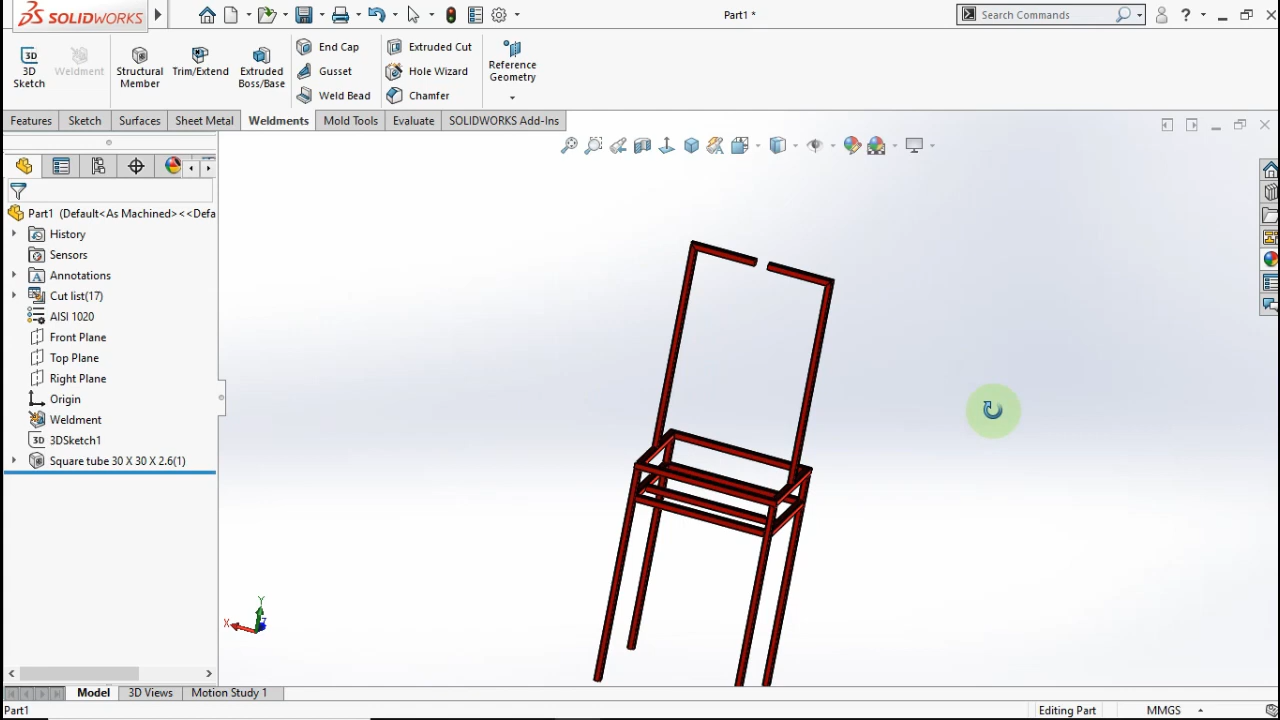 SOLIDWORKS
Part1 *
Search Commands
?
3D
Sketch
Weldment
Structural
Member
Trim/Extend
Extruded
Boss/Base
End Cap
Gusset
Weld Bead
Extruded Cut
Hole Wizard
Chamfer
Reference
Geometry
Features
Sketch
Surfaces
Sheet Metal
Weldments
Mold Tools
Evaluate
SOLIDWORKS Add-Ins
Part1 (Default<As Machined><<Defa
History
Sensors
Annotations
Cut list(17)
AISI 1020
Front Plane
Top Plane
Right Plane
Origin
Weldment
3D 3DSketch1
Square tube 30 X 30 X 2.6(1)
Y
X
Z
Model
3D Views
Motion Study 1
Part1
Editing Part
MMGS